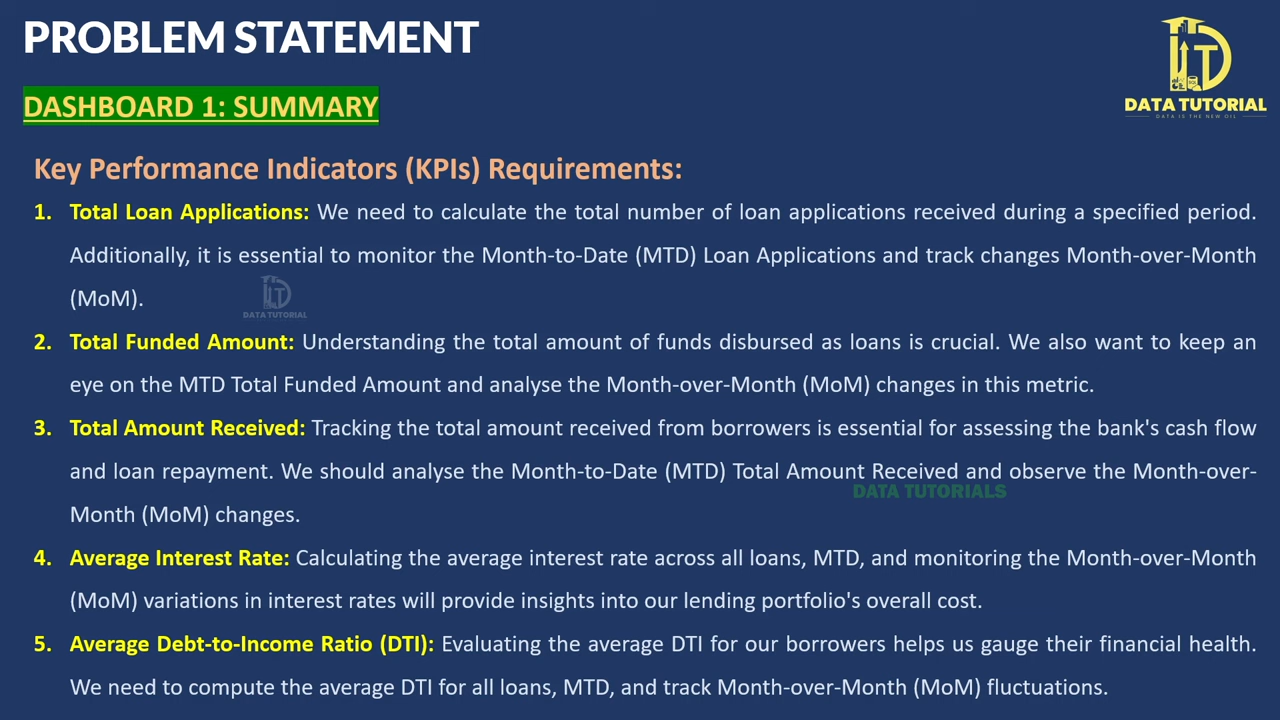 PROBLEM STATEMENT
DATA TUTORIAL
DATA IS THE NEW OIL
DASHBOARD 1: SUMMARY
Key Performance Indicators (KPIs) Requirements:
1. Total Loan Applications: We need to calculate the total number of loan applications received during a specified period.
Additionally, it is essential to monitor the Month-to-Date (MTD) Loan Applications and track changes Month-over-Month
(MoM).
DATA TUTORIAL
2. Total Funded Amount: Understanding the total amount of funds disbursed as loans is crucial. We also want to keep an
eye on the MTD Total Funded Amount and analyse the Month-over-Month (MoM) changes in this metric.
3. Total Amount Received: Tracking the total amount received from borrowers is essential for assessing the bank's cash flow
and loan repayment. We should analyse the Month-to-Date (MTD) Total Amount Received and observe the Month-over-
DATA TUTORIALS
Month (MoM) changes.
4. Average Interest Rate: Calculating the average interest rate across all loans, MTD, and monitoring the Month-over-Month
(MoM) variations in interest rates will provide insights into our lending portfolio's overall cost.
5. Average Debt-to-Income Ratio (DTI): Evaluating the average DTI for our borrowers helps us gauge their financial health.
We need to compute the average DTI for all loans, MTD, and track Month-over-Month (MoM) fluctuations.